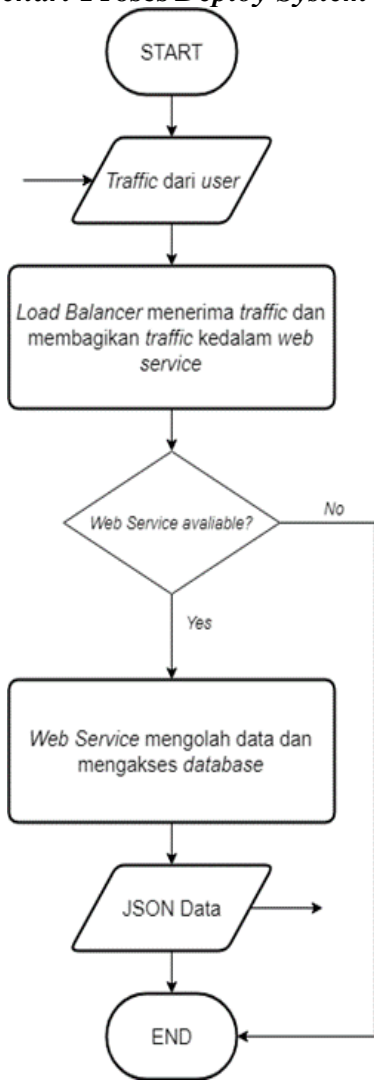 Proses Deploy System
START
Traffic dari user
Load Balancer menerima traffic dan
membagikan traffic kedalam web
service
Web Service avaliable?
No
Yes
Web Service mengolah data dan
mengakses database
JSON Data
END